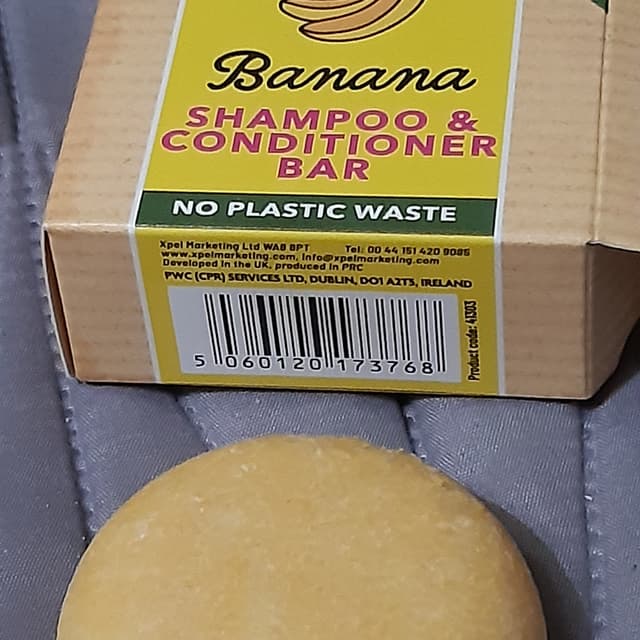 Banana
SHAMPOO &
CONDITIONER
BAR
NO PLASTIC WASTE
Xpel Marketing Ltd WA8 8PT Tel: 00 44 151 420 9085
www.xpelmarketing.com, info@xpelmarketing.com
Developed in the UK, produced in PRC
PWC (CPR) SERVICES LTD, DUBLIN, DO1 A2T5, IRELAND
5 060120 173768
Product code: 41303